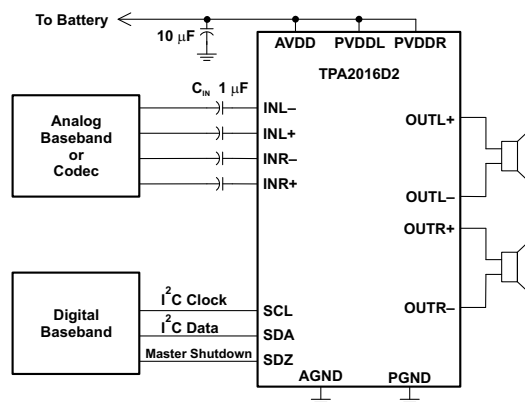 To Battery
10 μF
AVDD PVDDL PVDDR
TPA2016D2
C_IN 1 μF
Analog
Baseband
or
Codec
INL–
INL+
INR–
INR+
OUTL+
OUTL–
OUTR+
OUTR–
Digital
Baseband
I²C Clock
I²C Data
Master Shutdown
SCL
SDA
SDZ
AGND PGND